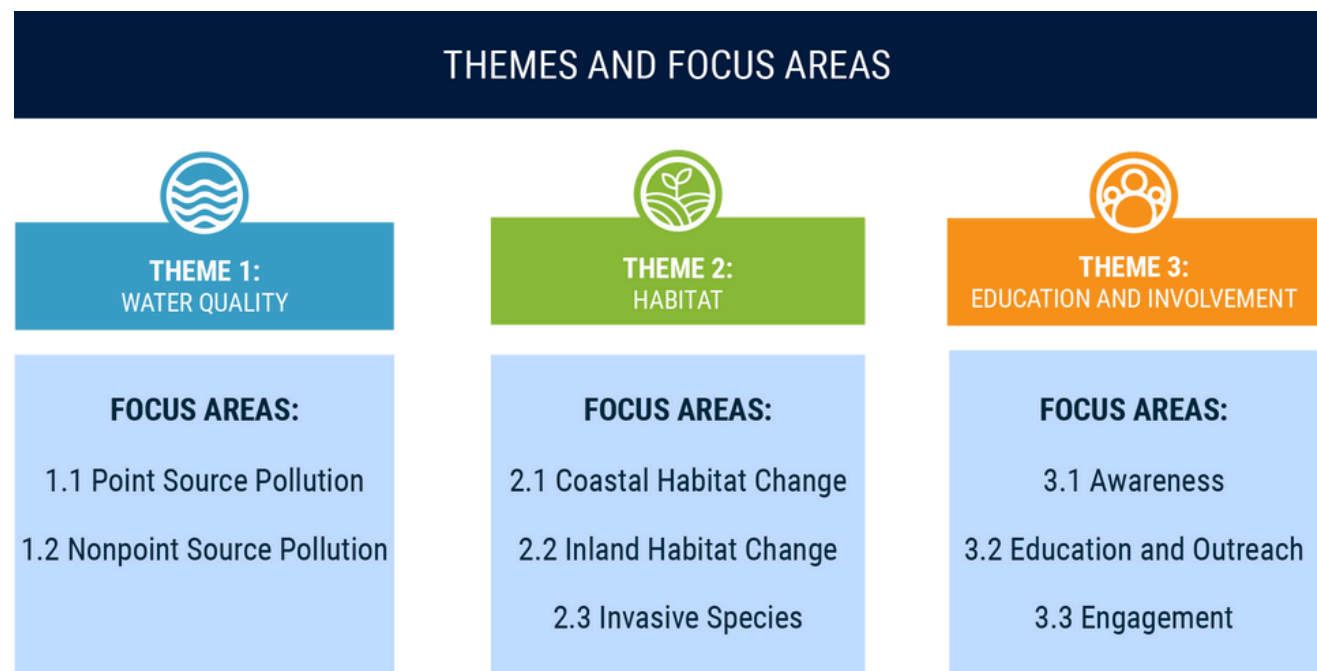 THEMES AND FOCUS AREAS
THEME 1:
WATER QUALITY
FOCUS AREAS:
1.1 Point Source Pollution
1.2 Nonpoint Source Pollution
THEME 2:
HABITAT
FOCUS AREAS:
2.1 Coastal Habitat Change
2.2 Inland Habitat Change
2.3 Invasive Species
THEME 3:
EDUCATION AND INVOLVEMENT
FOCUS AREAS:
3.1 Awareness
3.2 Education and Outreach
3.3 Engagement